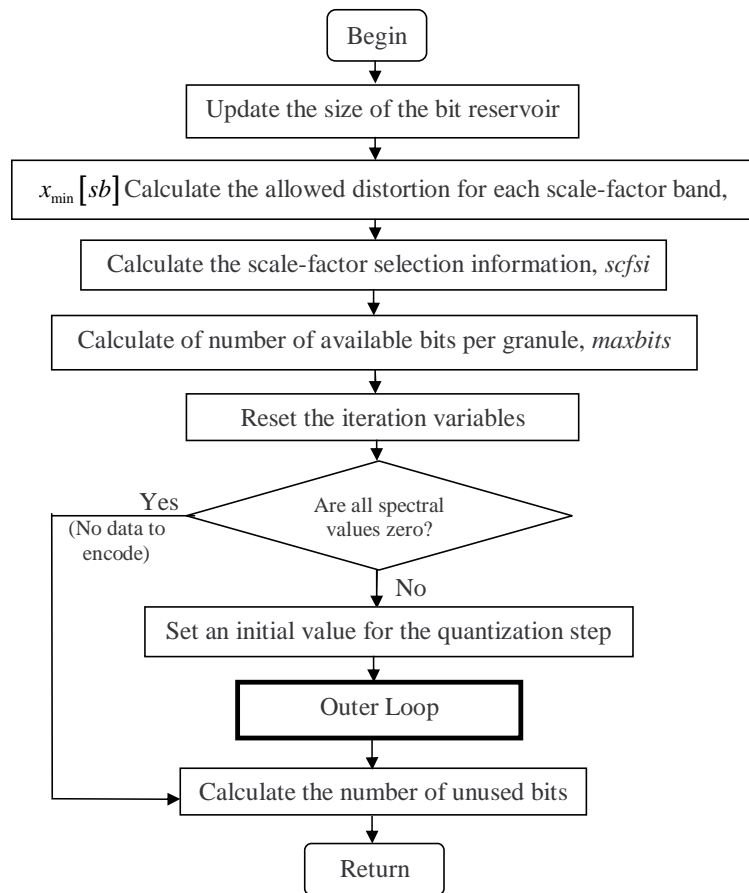 Begin
Update the size of the bit reservoir
x_min [sb] Calculate the allowed distortion for each scale-factor band,
Calculate the scale-factor selection information, scfsi
Calculate of number of available bits per granule, maxbits
Reset the iteration variables
Are all spectral
values zero?
Yes
(No data to
encode)
No
Set an initial value for the quantization step
Outer Loop
Calculate the number of unused bits
Return